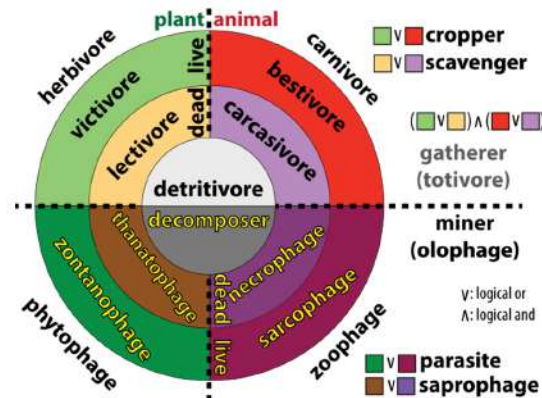 plant animal
herbivore
carnivore
victivore
live
bestivore
lectivore
dead
carcasivore
detritivore
decomposer
thanatophage
necrophage
zontanophage
dead
live
sarcophage
phytophage
zoophage
v cropper
v scavenger
( v ) ∧ ( v )
gatherer
(totivore)
miner
(olophage)
v: logical or
∧: logical and
v parasite
v saprophage